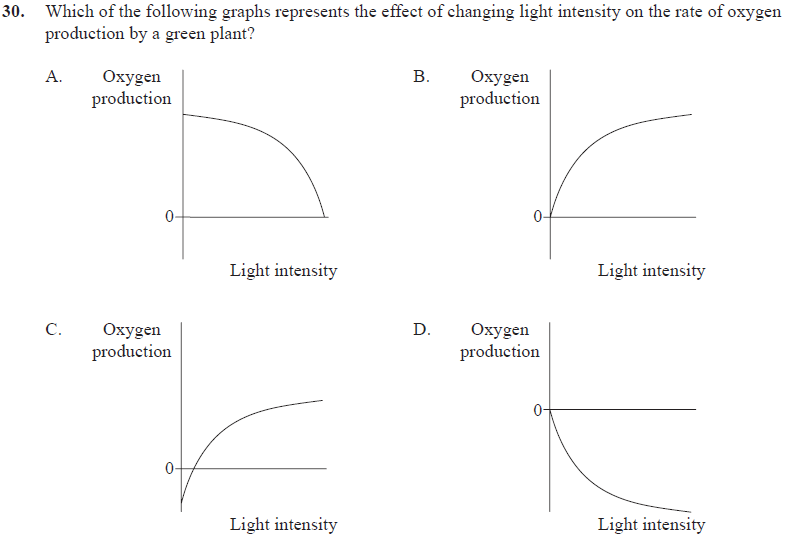 30. Which of the following graphs represents the effect of changing light intensity on the rate of oxygen
production by a green plant?
A. Oxygen
production
0
Light intensity
B. Oxygen
production
0
Light intensity
C. Oxygen
production
0
Light intensity
D. Oxygen
production
0
Light intensity